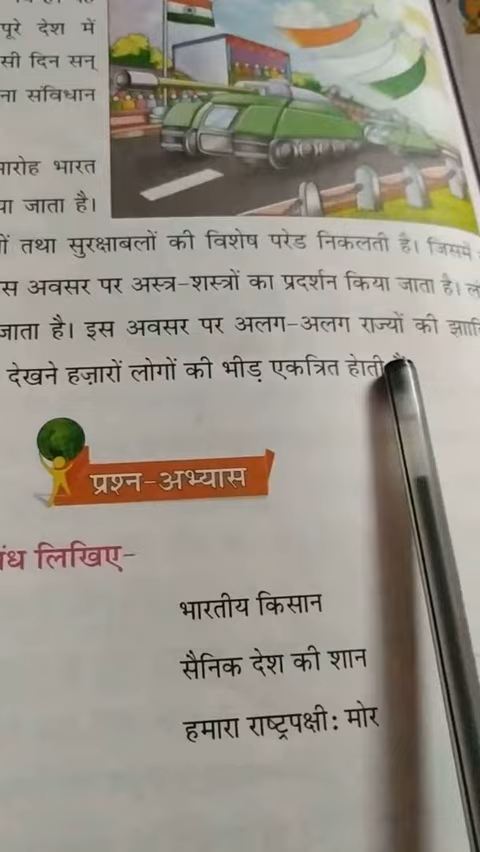 पूरे देश में
सी दिन सन्
ना संविधान
मारोह भारत
या जाता है।
ों तथा सुरक्षाबलों की विशेष परेड निकलती है। जिसमें
स अवसर पर अस्त्र-शस्त्रों का प्रदर्शन किया जाता है।
जाता है। इस अवसर पर अलग-अलग राज्यों की
देखने हज़ारों लोगों की भीड़ एकत्रित होती
प्रश्न-अभ्यास
बंध लिखिए-
भारतीय किसान
सैनिक देश की शान
हमारा राष्ट्रपक्षी: मोर